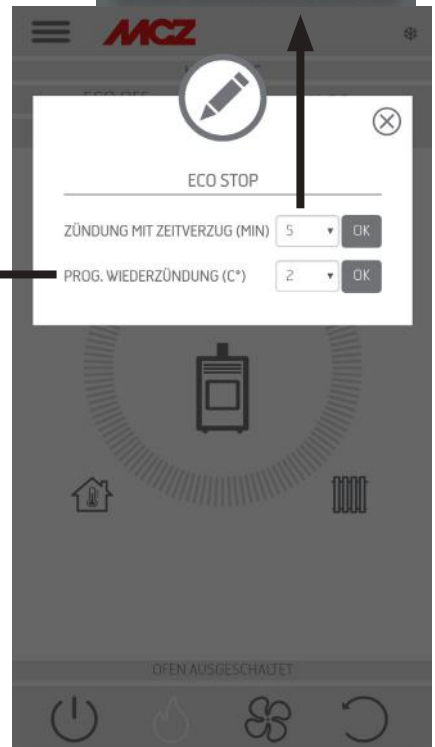 MCZ
ECO STOP
ZÜNDUNG MIT ZEITVERZUG (MIN) 5 OK
PROG. WIEDERZÜNDUNG (C°) 2 OK
OFEN AUSGESCHALTET